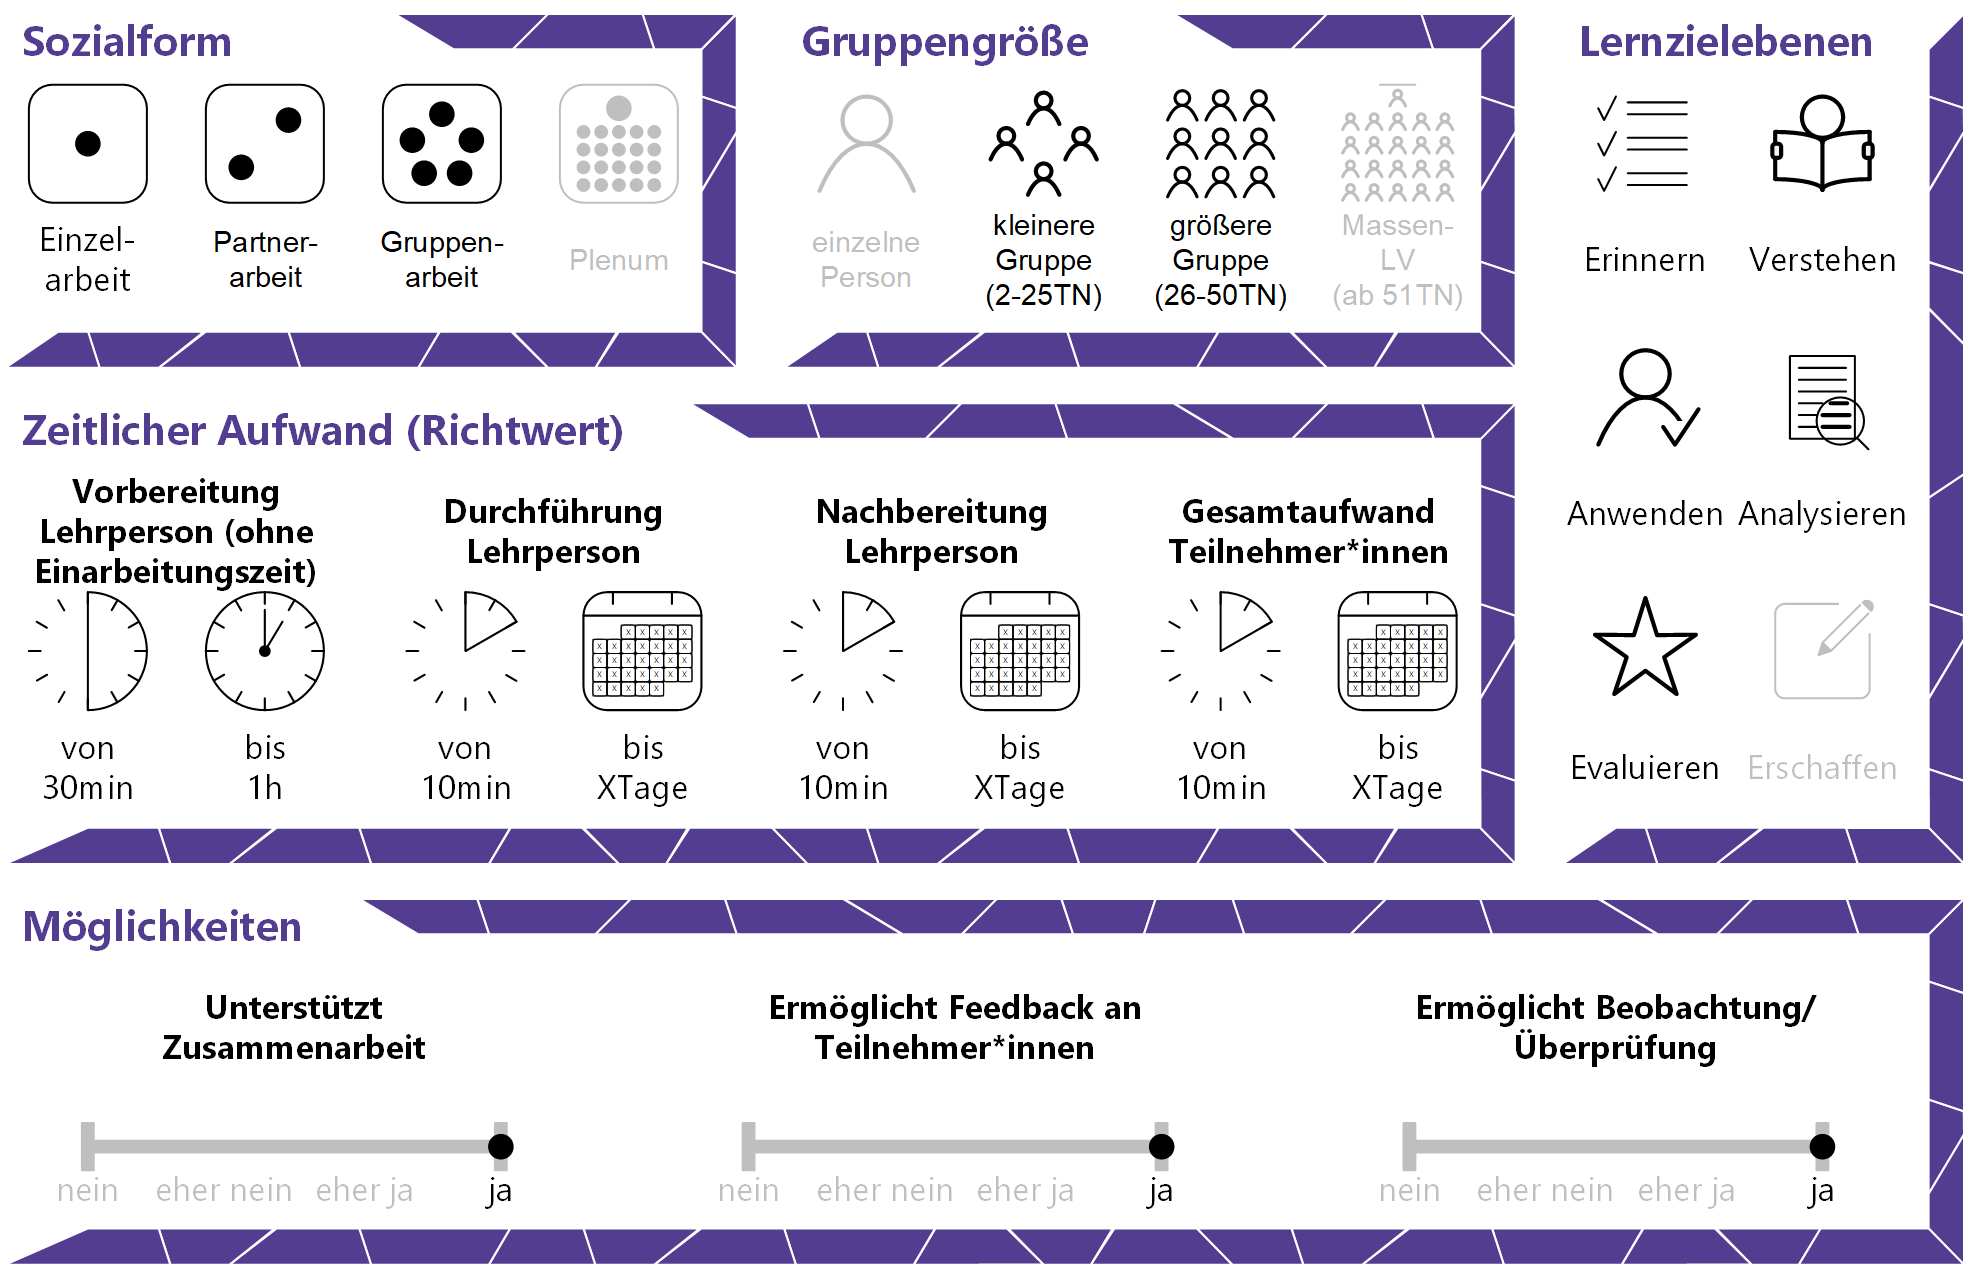 Sozialform
Einzel-
arbeit
Partner-
arbeit
Gruppen-
arbeit
Plenum
Gruppengröße
einzelne
Person
kleinere
Gruppe
(2-25TN)
größere
Gruppe
(26-50TN)
Massen-
LV
(ab 51TN)
Lernzielebenen
Erinnern
Verstehen
Anwenden
Analysieren
Evaluieren
Erschaffen
Zeitlicher Aufwand (Richtwert)
Vorbereitung
Lehrperson (ohne
Einarbeitungszeit)
von
30min
bis
1h
Durchführung
Lehrperson
von
10min
bis
XTage
Nachbereitung
Lehrperson
von
10min
bis
XTage
Gesamtaufwand
Teilnehmer*innen
von
10min
bis
XTage
Möglichkeiten
Unterstützt
Zusammenarbeit
nein eher nein eher ja ja
Ermöglicht Feedback an
Teilnehmer*innen
nein eher nein eher ja ja
Ermöglicht Beobachtung/
Überprüfung
nein eher nein eher ja ja